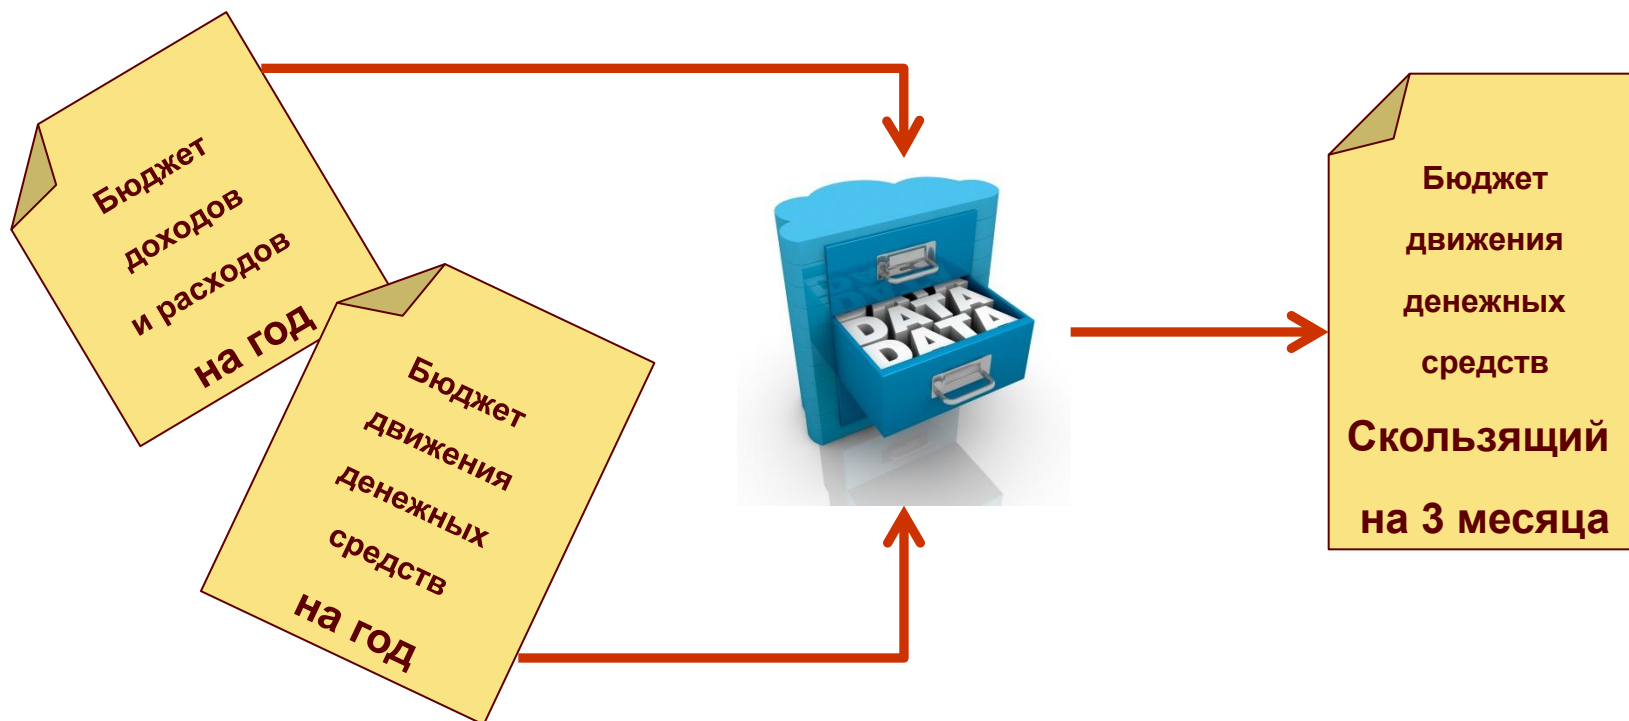 Бюджет
доходов
и расходов
на год
Бюджет
движения
денежных
средств
на год
DATA
DATA
Бюджет
движения
денежных
средств
Скользящий
на 3 месяца